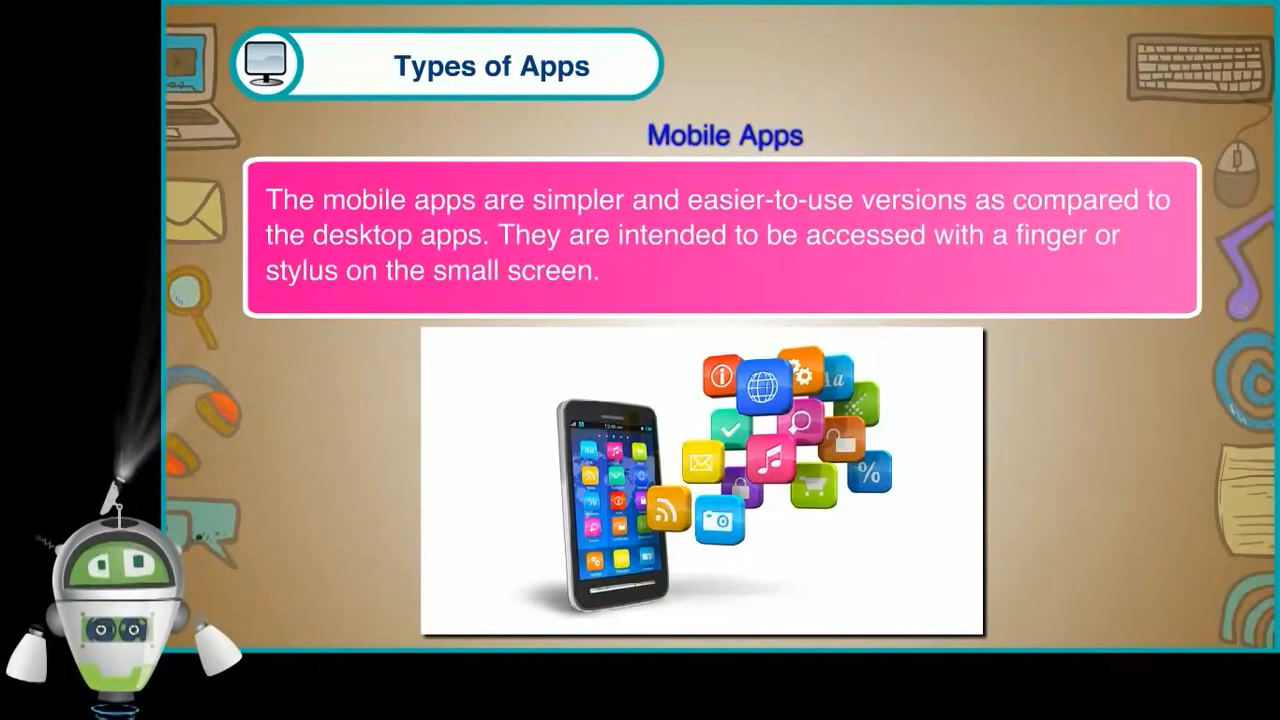 Types of Apps
Mobile Apps
The mobile apps are simpler and easier-to-use versions as compared to
the desktop apps. They are intended to be accessed with a finger or
stylus on the small screen.
Aa
%